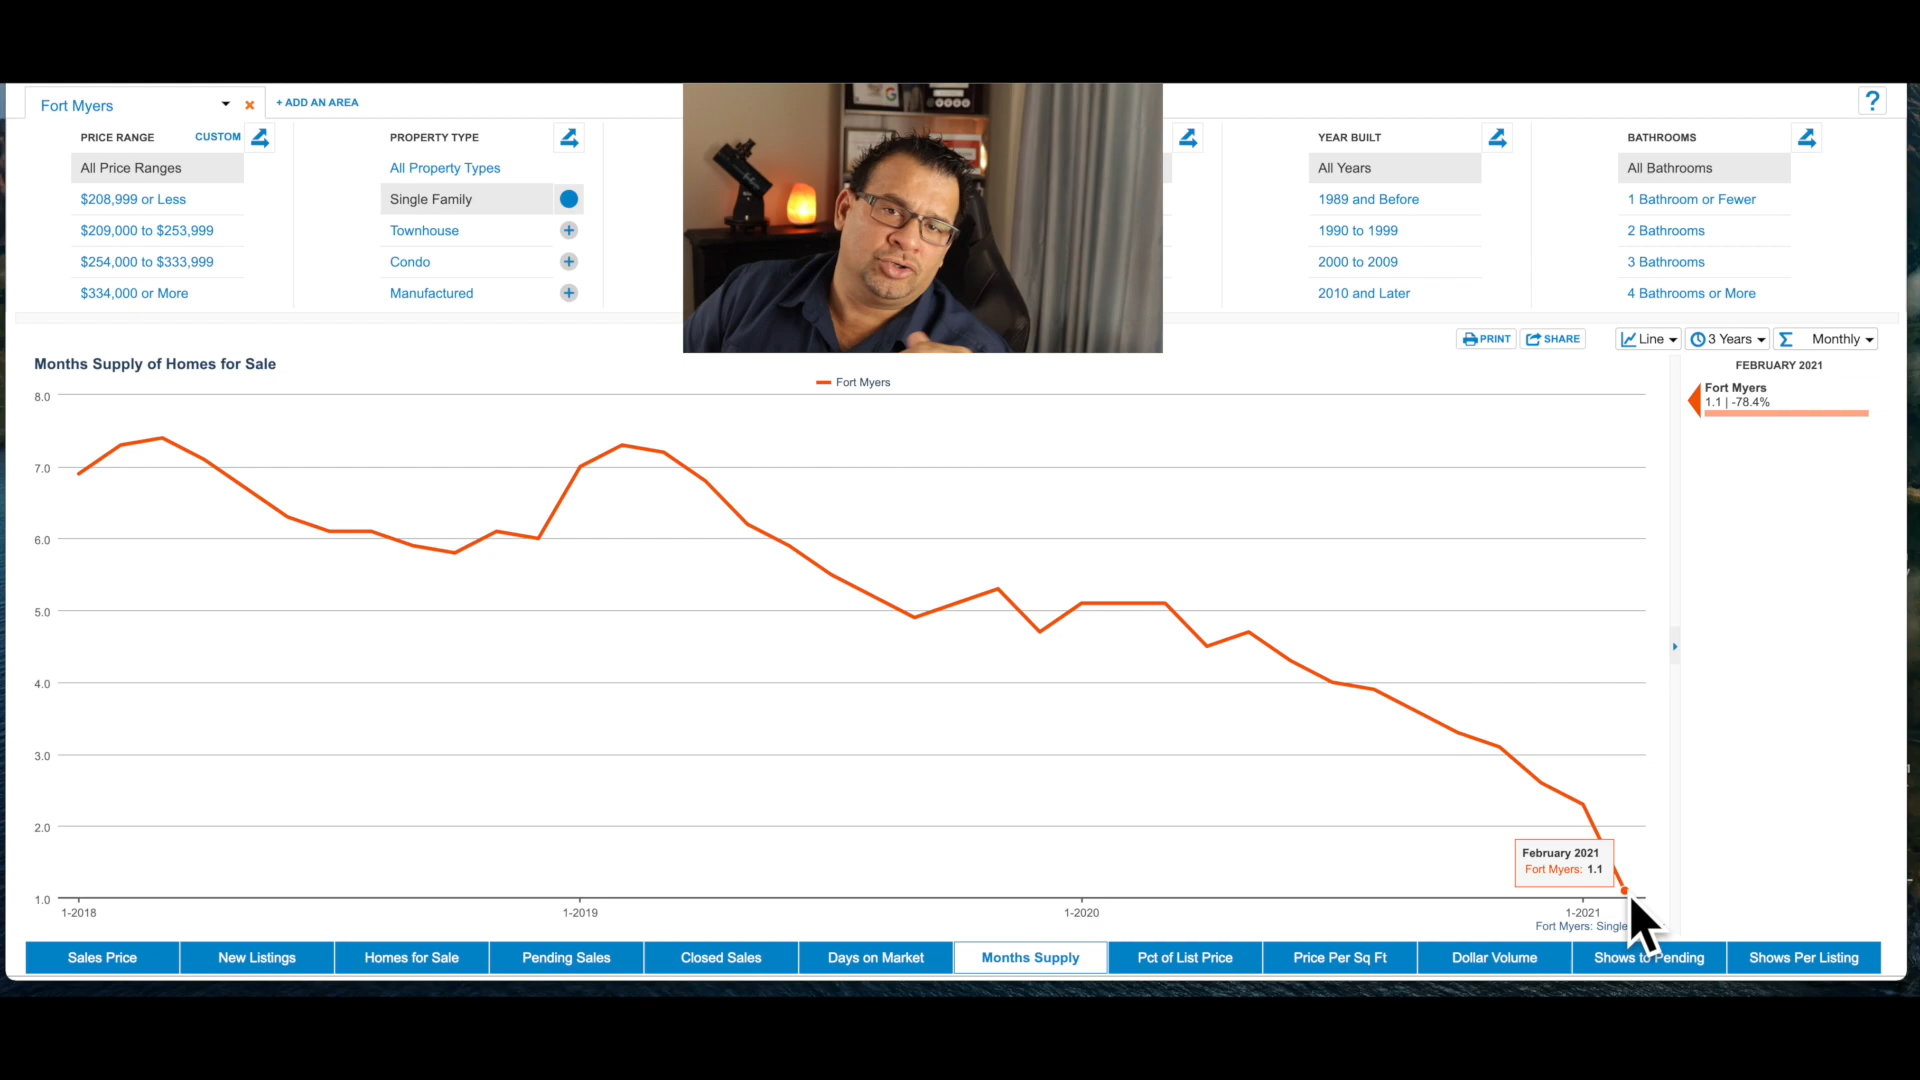 Fort Myers
+ ADD AN AREA
?
PRICE RANGE
CUSTOM
All Price Ranges
$208,999 or Less
$209,000 to $253,999
$254,000 to $333,999
$334,000 or More
PROPERTY TYPE
All Property Types
Single Family
Townhouse
Condo
Manufactured
YEAR BUILT
All Years
1989 and Before
1990 to 1999
2000 to 2009
2010 and Later
BATHROOMS
All Bathrooms
1 Bathroom or Fewer
2 Bathrooms
3 Bathrooms
4 Bathrooms or More
PRINT
SHARE
Line
3 Years
Monthly
Months Supply of Homes for Sale
Fort Myers
FEBRUARY 2021
Fort Myers
1.1 | -78.4%
8.0
7.0
6.0
5.0
4.0
3.0
2.0
1.0
February 2021
Fort Myers: 1.1
1-2018
1-2019
1-2020
1-2021
Fort Myers: Single
Sales Price
New Listings
Homes for Sale
Pending Sales
Closed Sales
Days on Market
Months Supply
Pct of List Price
Price Per Sq Ft
Dollar Volume
Shows to Pending
Shows Per Listing